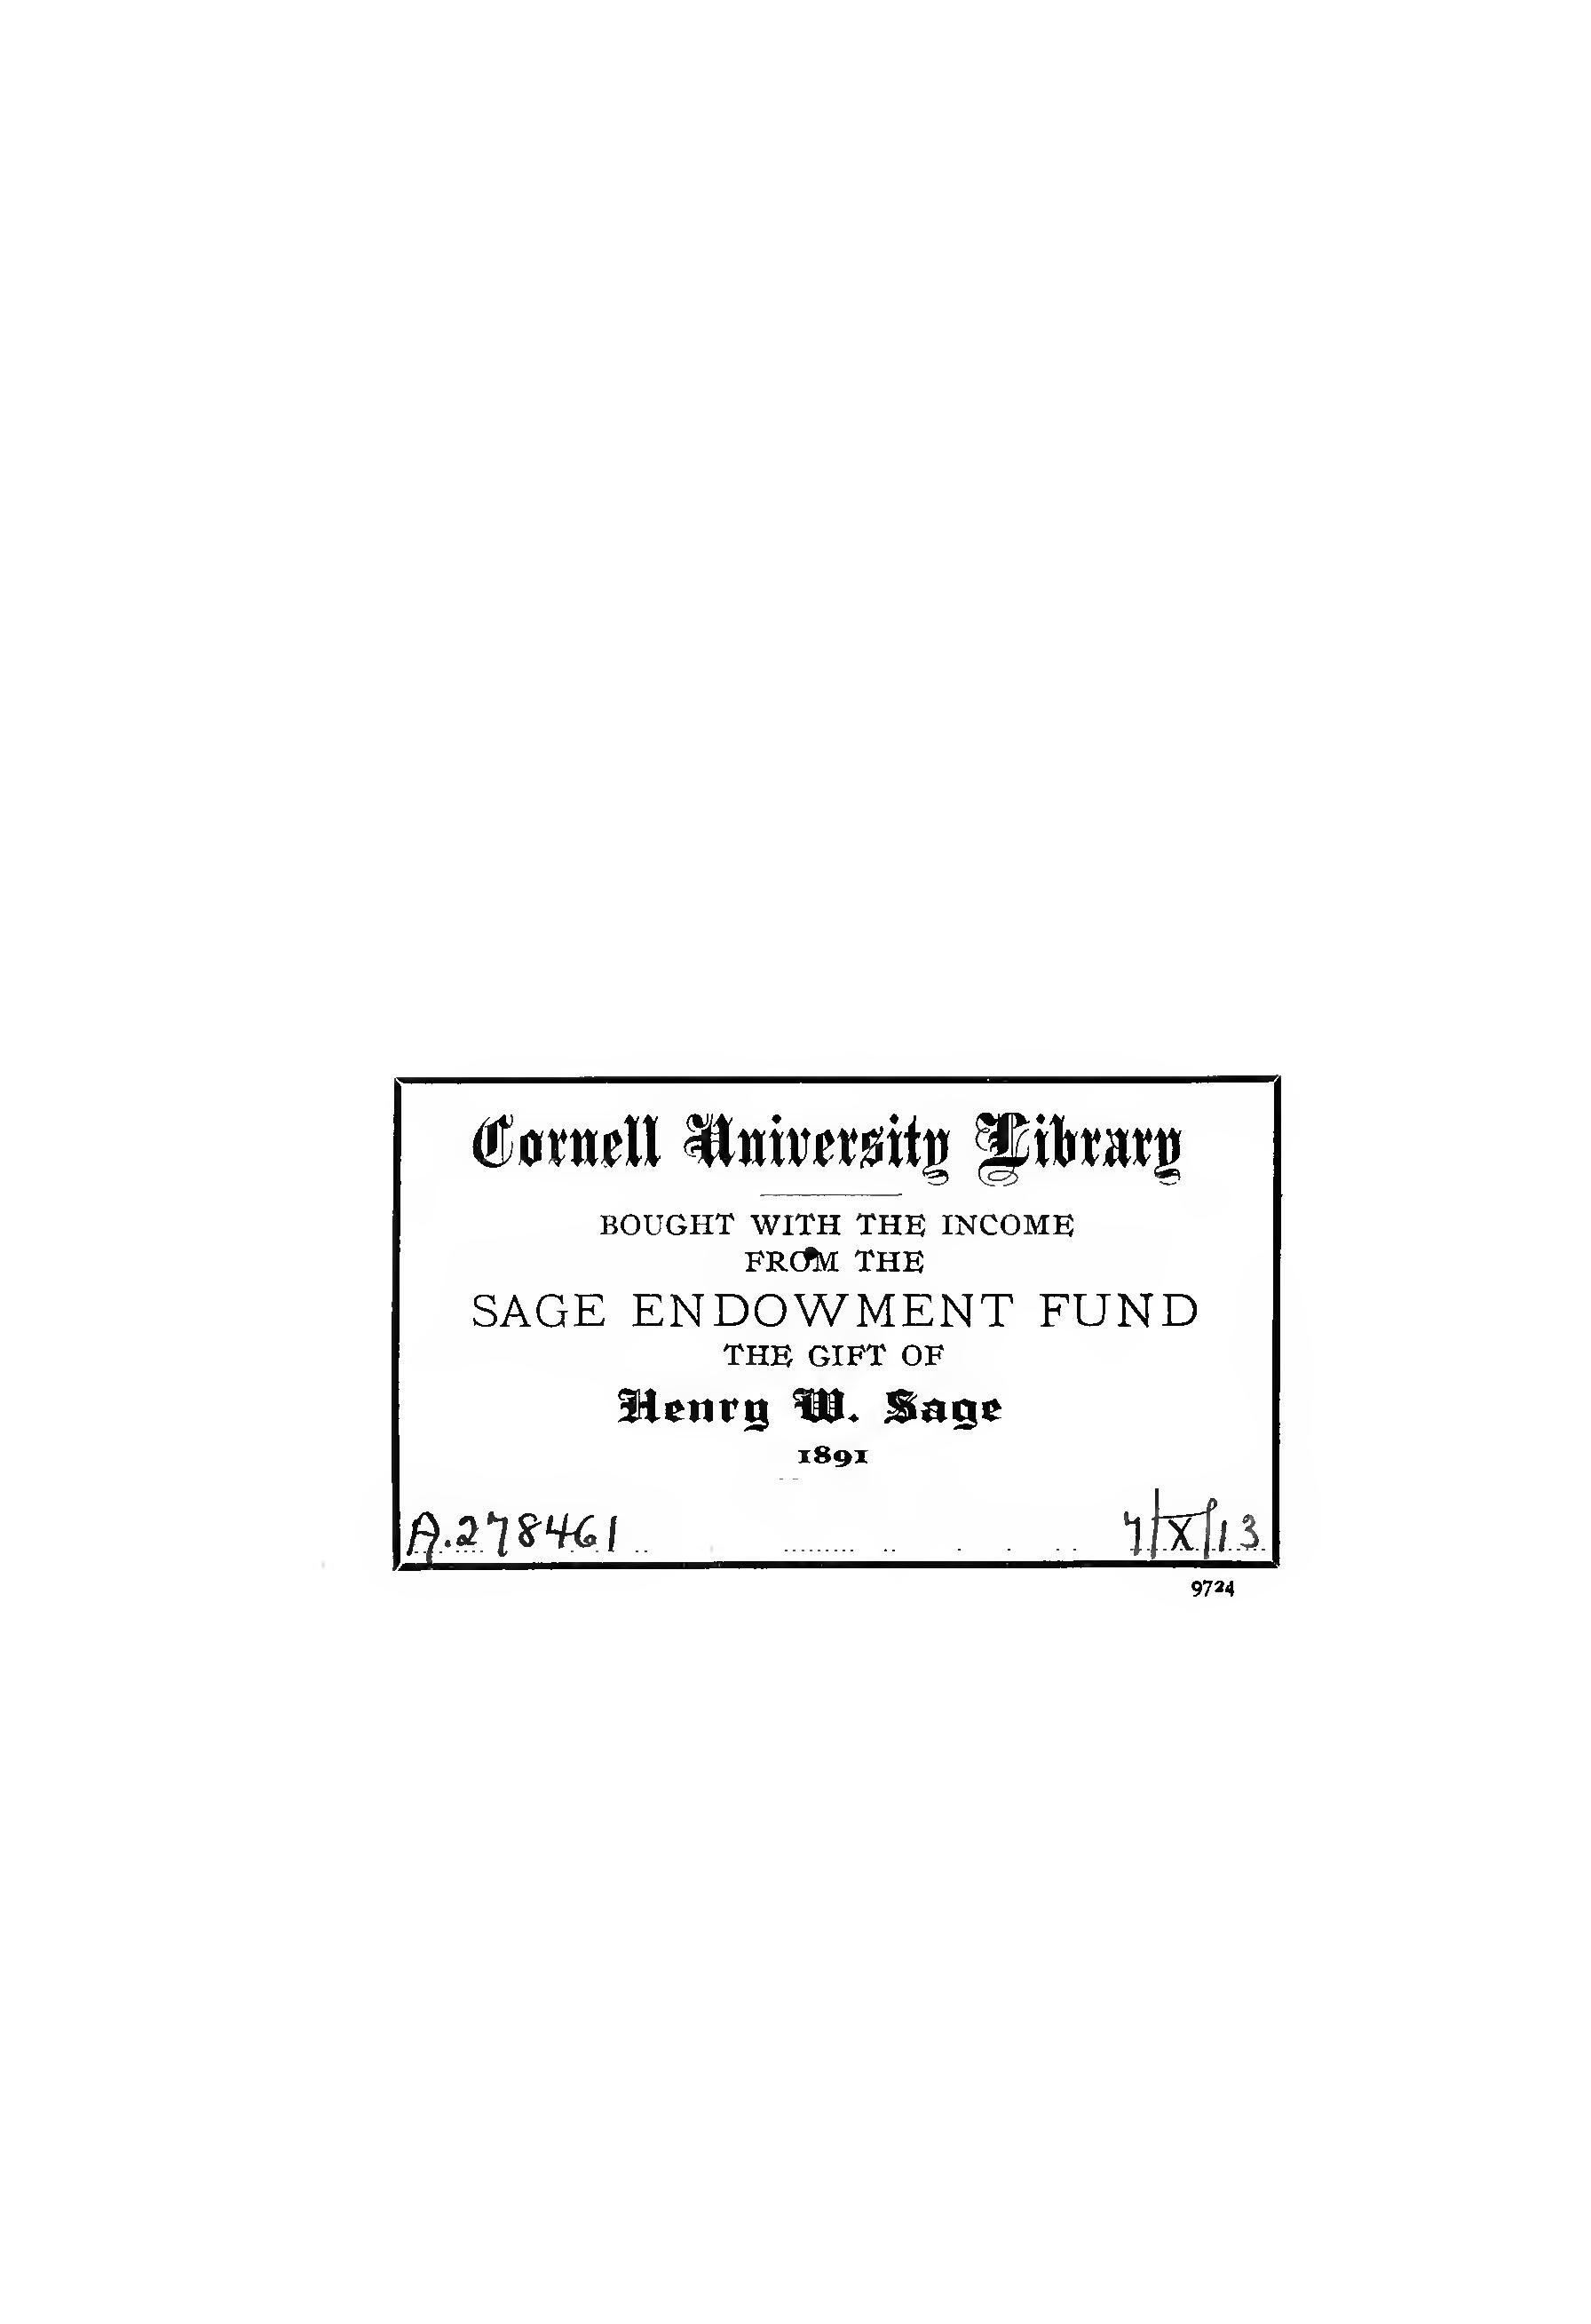 Cornell University Library
BOUGHT WITH THE INCOME
FROM THE
SAGE ENDOWMENT FUND
THE GIFT OF
Henry W. Sage
1891
A.278461 7/X/13
9724